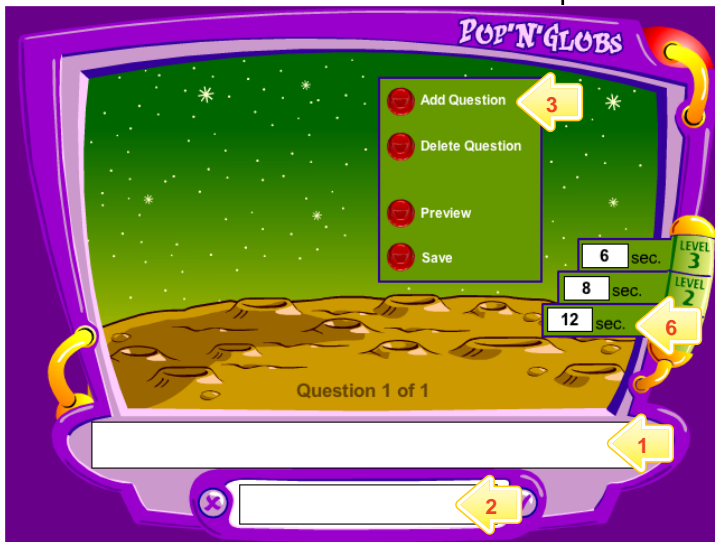 POP'N'GLOBS
Add Question
3
Delete Question
Preview
Save
6 sec.
LEVEL
3
8 sec.
LEVEL
2
12 sec.
6
Question 1 of 1
1
2